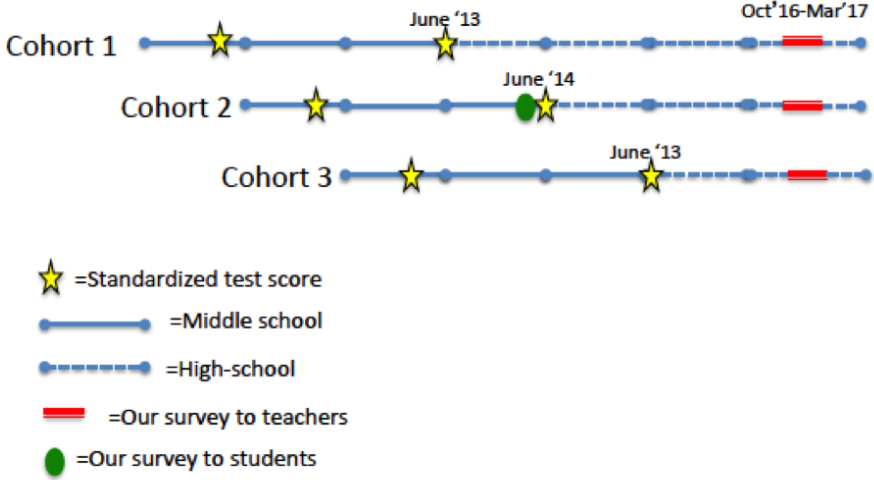 Oct'16-Mar'17
June ‘13
Cohort 1
June ‘14
Cohort 2
June ‘13
Cohort 3
=Standardized test score
=Middle school
=High-school
=Our survey to teachers
=Our survey to students